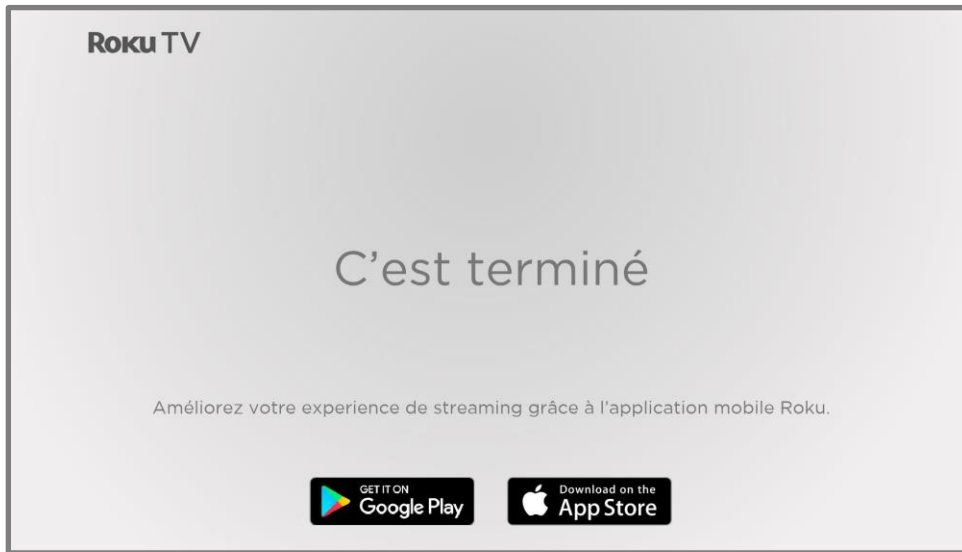 Roku TV
C’est terminé
Améliorez votre experience de streaming grâce à l’application mobile Roku.
GET IT ON
Google Play
Download on the
App Store